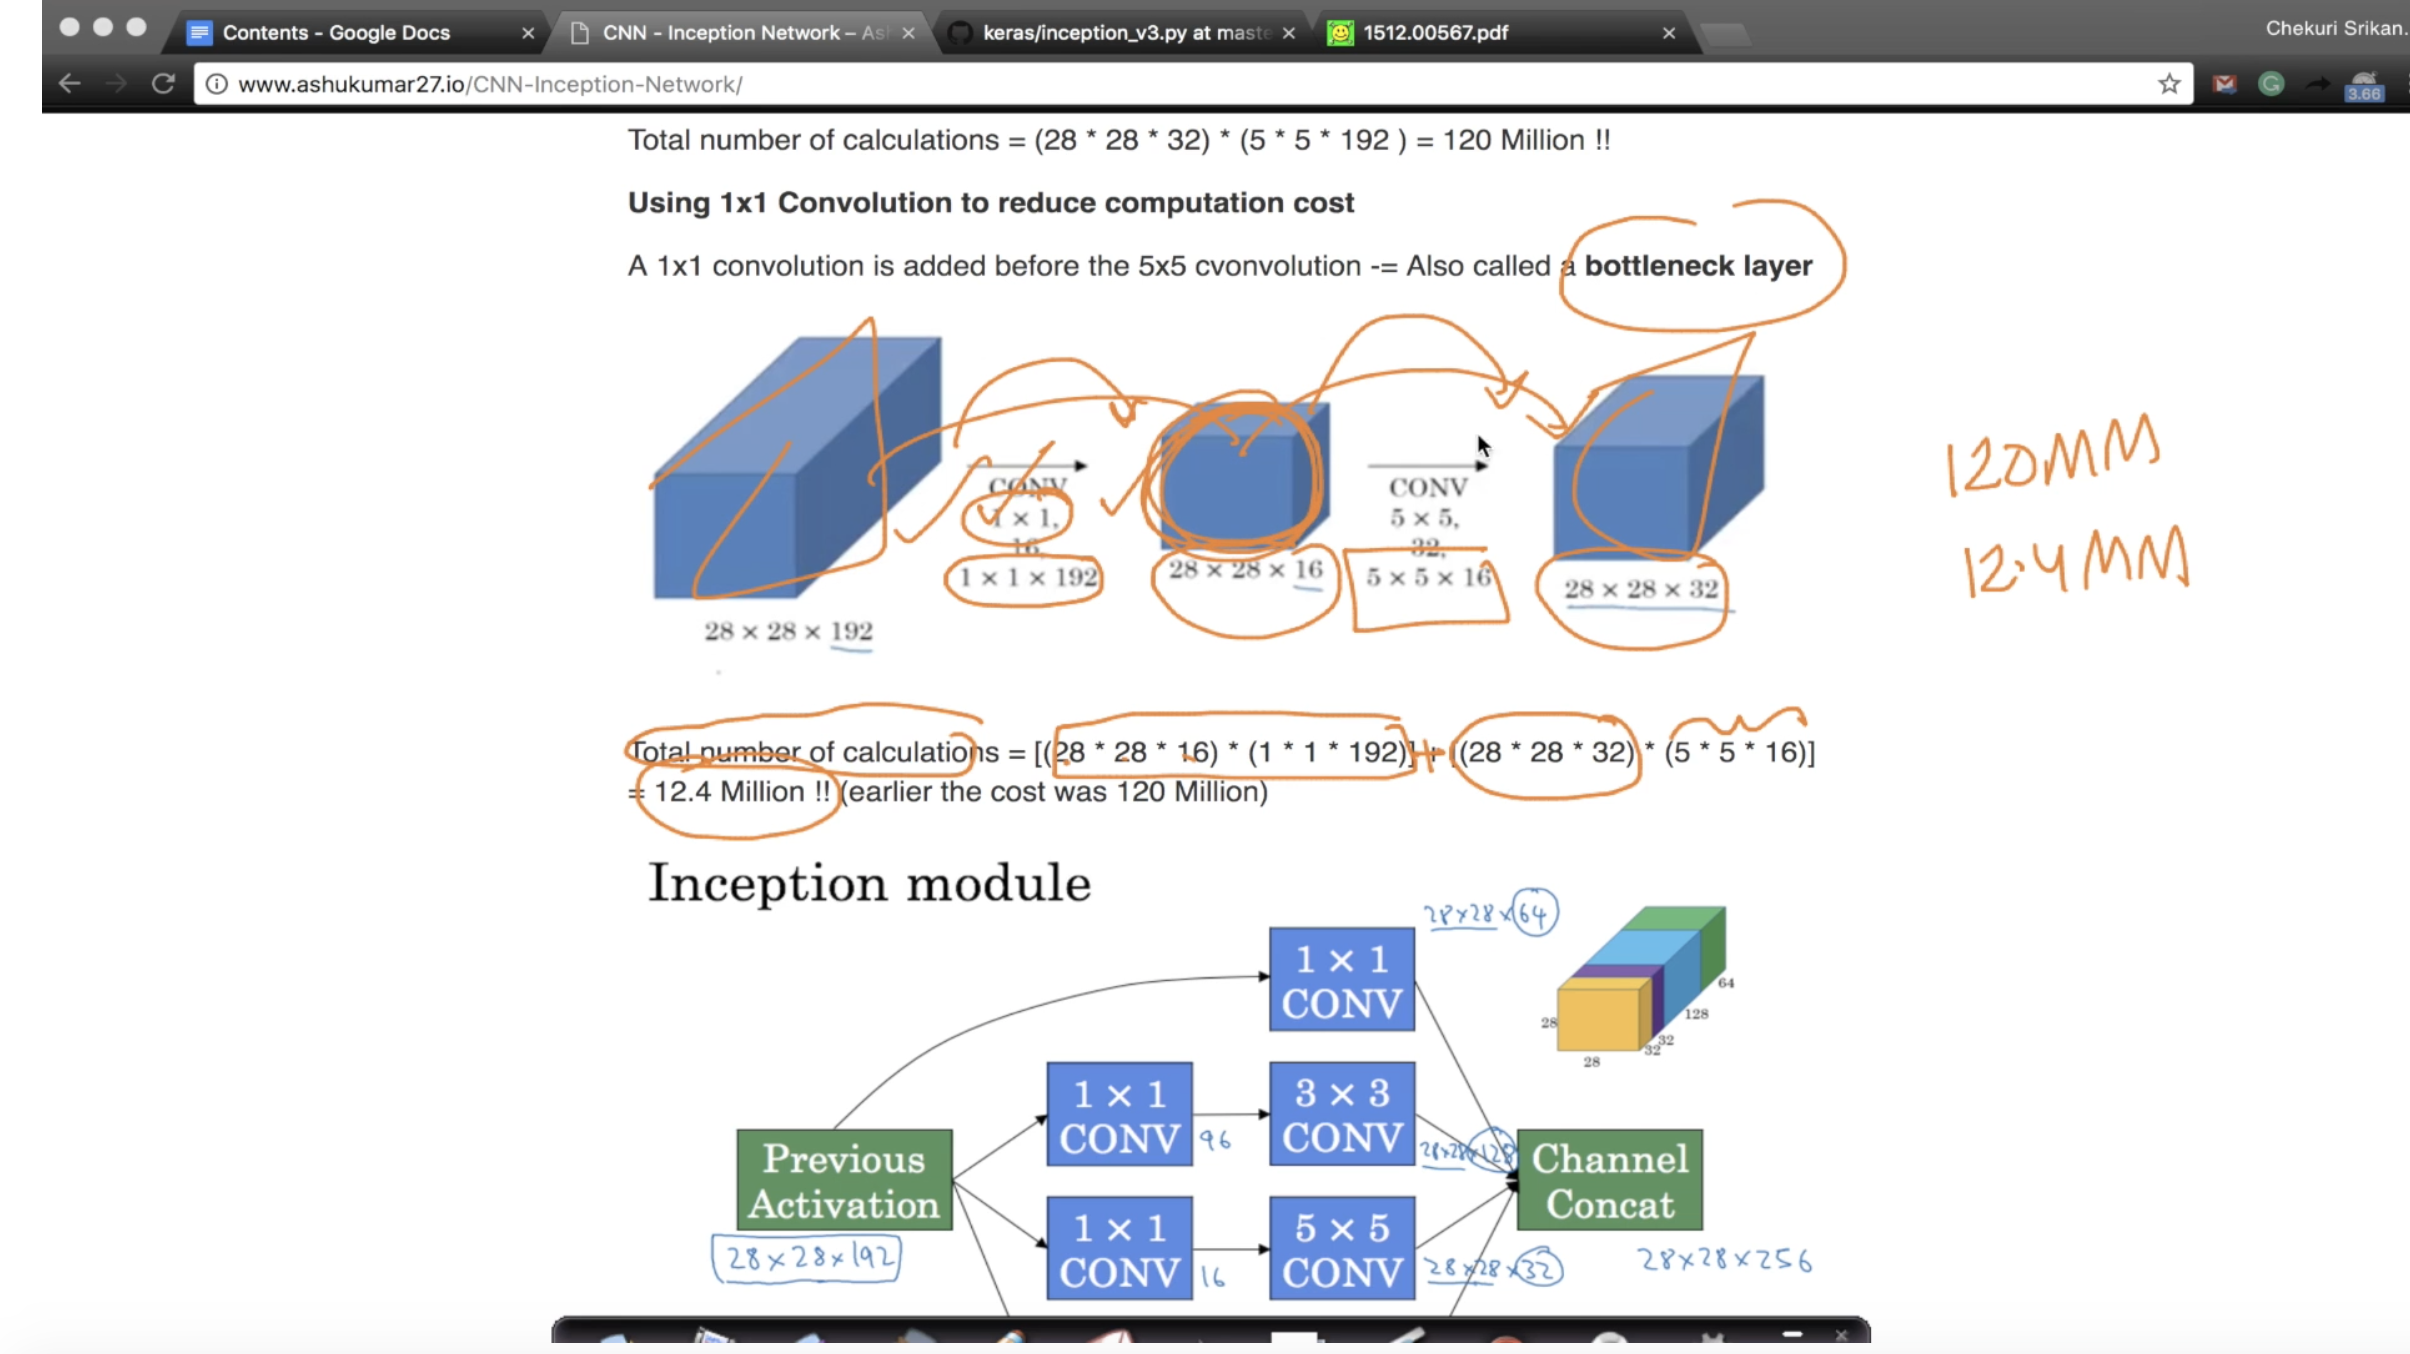 Contents - Google Docs
CNN - Inception Network – Ash
keras/inception_v3.py at maste
1512.00567.pdf
Chekuri Srikan.
www.ashukumar27.io/CNN-Inception-Network/
3.66
Total number of calculations = (28 * 28 * 32) * (5 * 5 * 192 ) = 120 Million !!
Using 1x1 Convolution to reduce computation cost
A 1x1 convolution is added before the 5x5 cvonvolution -= Also called a bottleneck layer
CONV
1 × 1,
16,
1 × 1 × 192
28 × 28 × 192
28 × 28 × 16
CONV
5 × 5,
32,
5 × 5 × 16
28 × 28 × 32
120MM
12.4MM
Total number of calculations = [(28 * 28 * 16) * (1 * 1 * 192)] + [(28 * 28 * 32) * (5 * 5 * 16)]
= 12.4 Million !! (earlier the cost was 120 Million)
Inception module
1 × 1
CONV
28×28×64
28
28
32
32
128
64
1 × 1
CONV
96
3 × 3
CONV
28×28×128
Previous
Activation
28×28×192
Channel
Concat
28×28×256
1 × 1
CONV
16
5 × 5
CONV
28×28×32